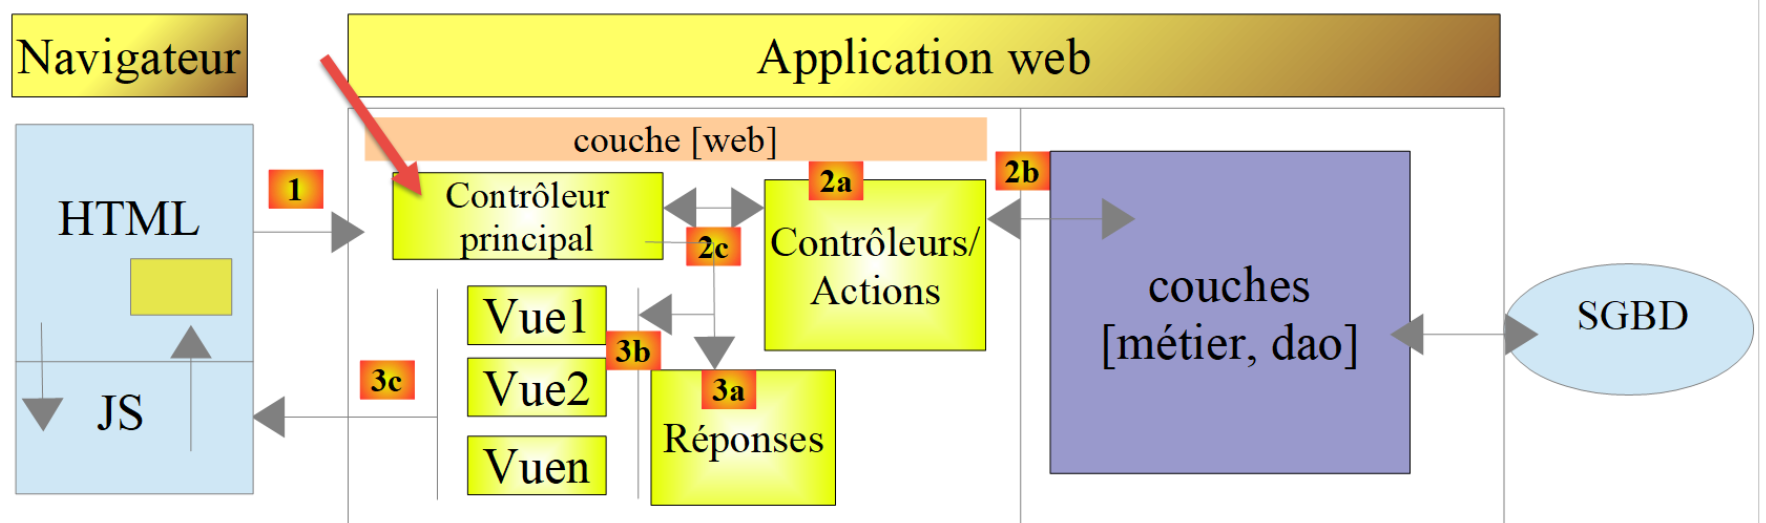 Navigateur
Application web
couche [web]
1
Contrôleur
principal
2a
2b
2c
Contrôleurs/
Actions
HTML
couches
[métier, dao]
SGBD
Vue1
3b
Vue2
3c
3a
JS
Réponses
Vuen